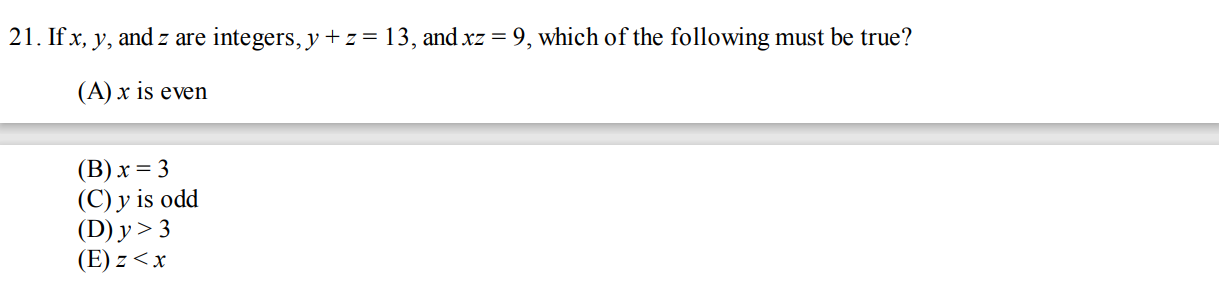 21. If x, y, and z are integers, y + z = 13, and xz = 9, which of the following must be true?
(A) x is even
(B) x = 3
(C) y is odd
(D) y > 3
(E) z < x